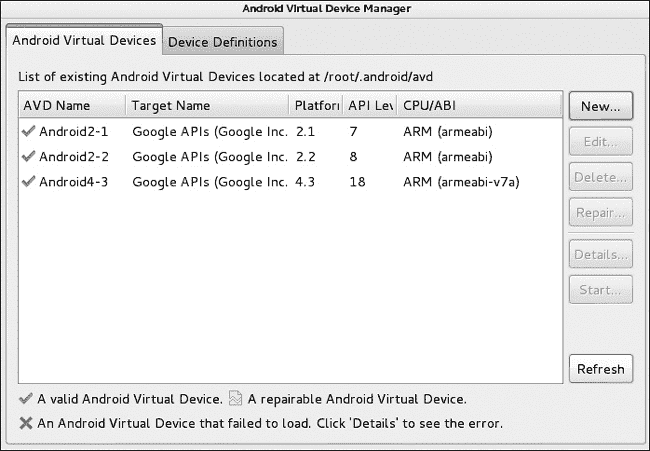 Android Virtual Device Manager
Android Virtual Devices
Device Definitions
List of existing Android Virtual Devices located at /root/.android/avd
AVD Name Target Name Platforr API Lev CPU/ABI
Android2-1 Google APIs (Google Inc. 2.1 7 ARM (armeabi)
Android2-2 Google APIs (Google Inc. 2.2 8 ARM (armeabi)
Android4-3 Google APIs (Google Inc. 4.3 18 ARM (armeabi-v7a)
New...
Edit...
Delete...
Repair...
Details...
Start...
Refresh
A valid Android Virtual Device. A repairable Android Virtual Device.
An Android Virtual Device that failed to load. Click 'Details' to see the error.